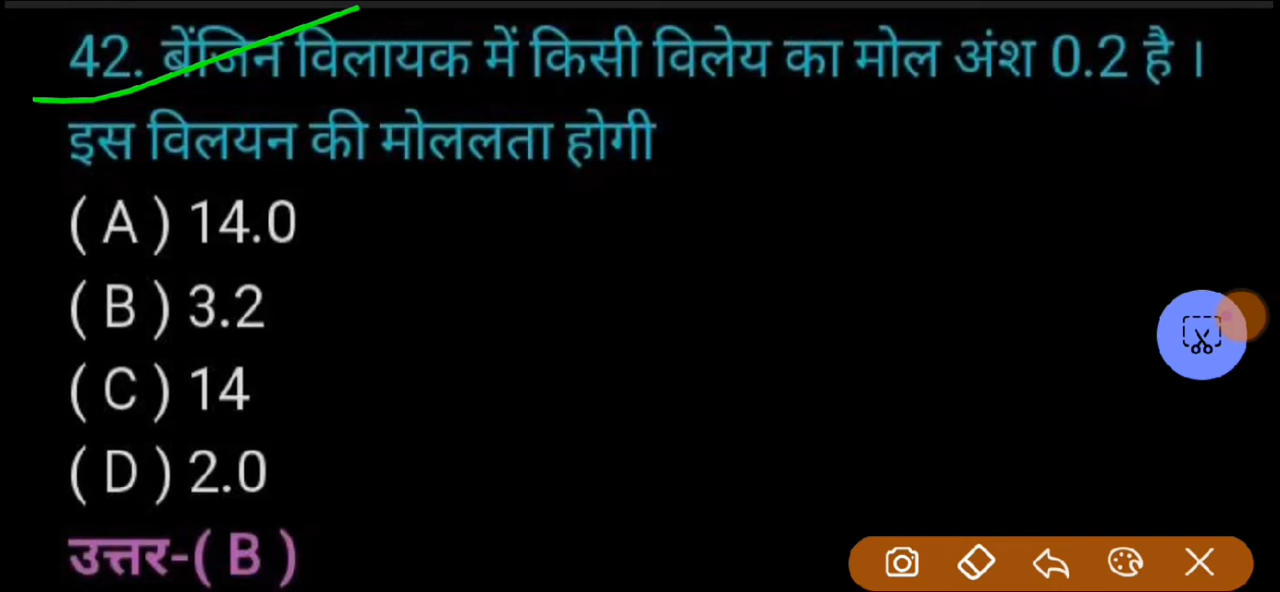 42. बेंजिन विलायक में किसी विलेय का मोल अंश 0.2 है ।
इस विलयन की मोललता होगी
( A ) 14.0
( B ) 3.2
( C ) 14
( D ) 2.0
उत्तर-( B )